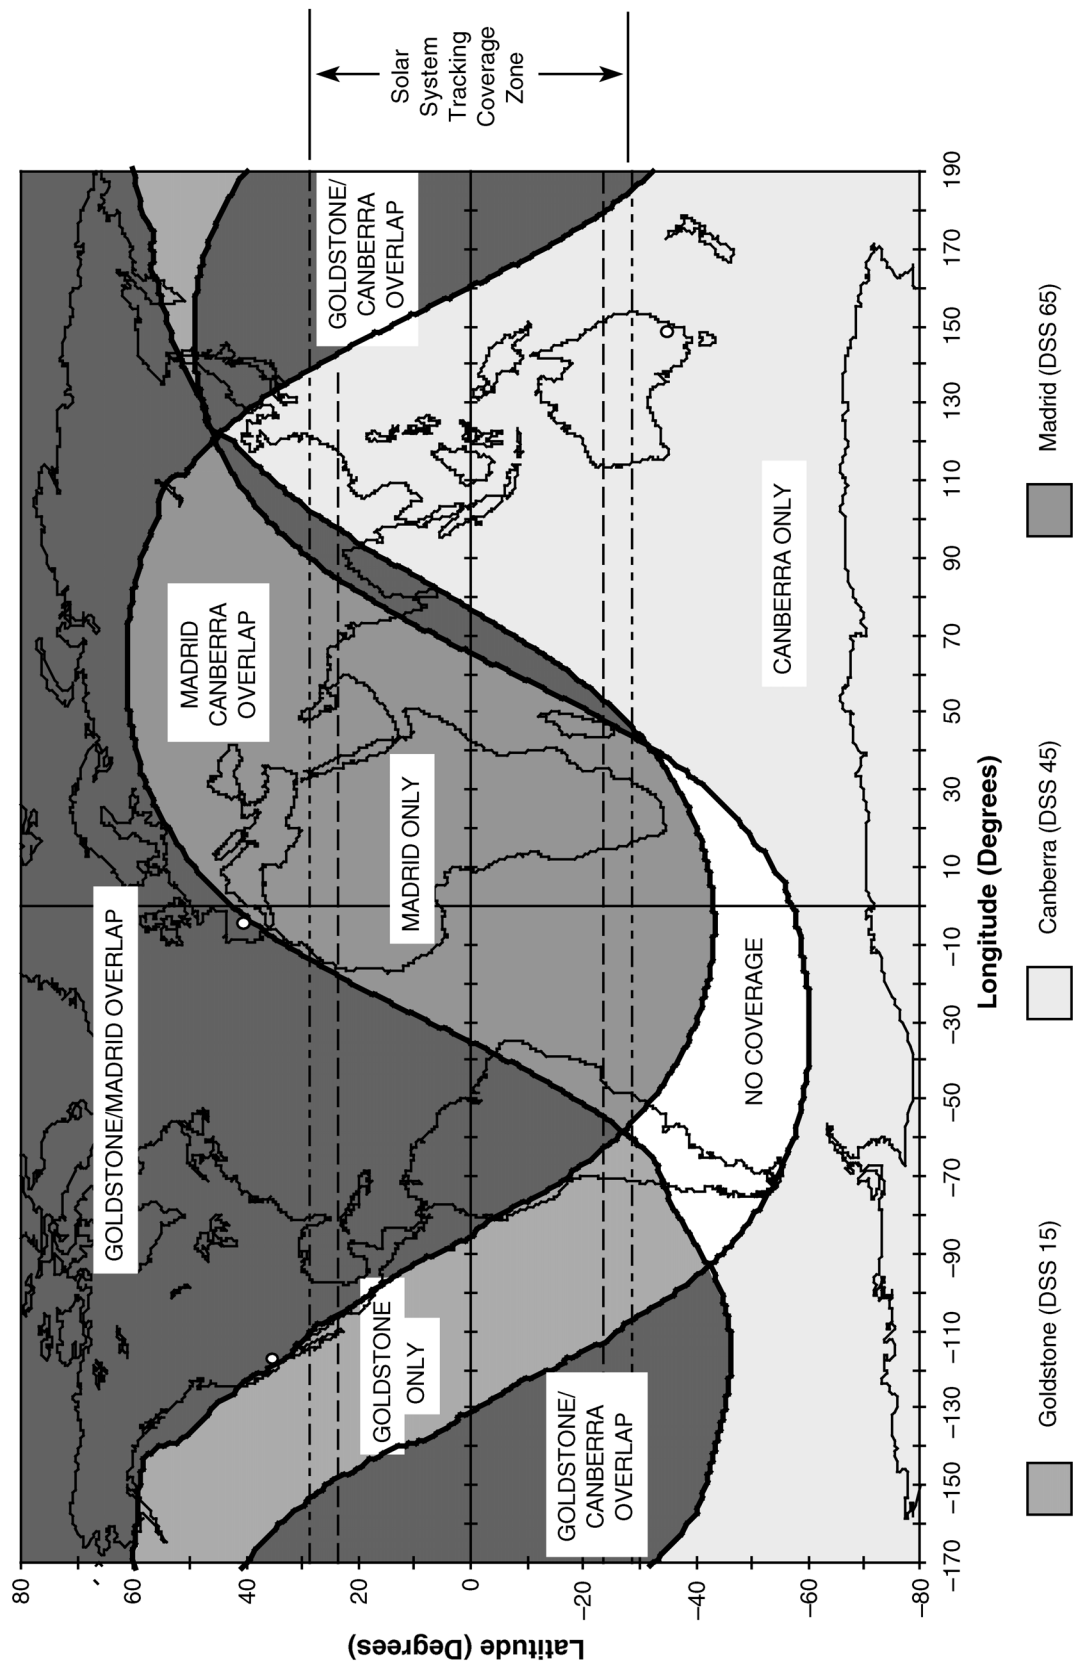 Solar
System
Tracking
Coverage
Zone
GOLDSTONE/MADRID OVERLAP
MADRID
CANBERRA
OVERLAP
GOLDSTONE/
CANBERRA
OVERLAP
GOLDSTONE
ONLY
MADRID ONLY
GOLDSTONE/
CANBERRA
OVERLAP
NO COVERAGE
CANBERRA ONLY
Latitude (Degrees)
80
60
40
20
0
–20
–40
–60
–80
–170
–150
–130
–110
–90
–70
–50
–30
–10
10
30
50
70
90
110
130
150
170
190
Longitude (Degrees)
Goldstone (DSS 15)
Canberra (DSS 45)
Madrid (DSS 65)